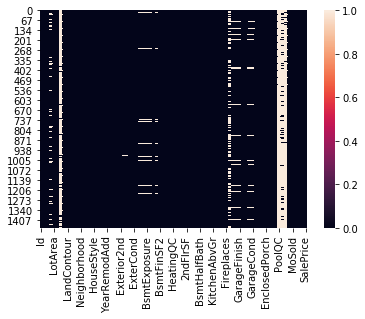 0
67
134
201
268
335
402
469
536
603
670
737
804
871
938
1005
1072
1139
1206
1273
1340
1407
Id
LotArea
LandContour
Neighborhood
HouseStyle
YearRemodAdd
Exterior2nd
ExterCond
BsmtExposure
BsmtFinSF2
HeatingQC
2ndFlrSF
BsmtHalfBath
KitchenAbvGr
Fireplaces
GarageFinish
GarageCond
EnclosedPorch
PoolQC
MoSold
SalePrice
1.0
0.8
0.6
0.4
0.2
0.0